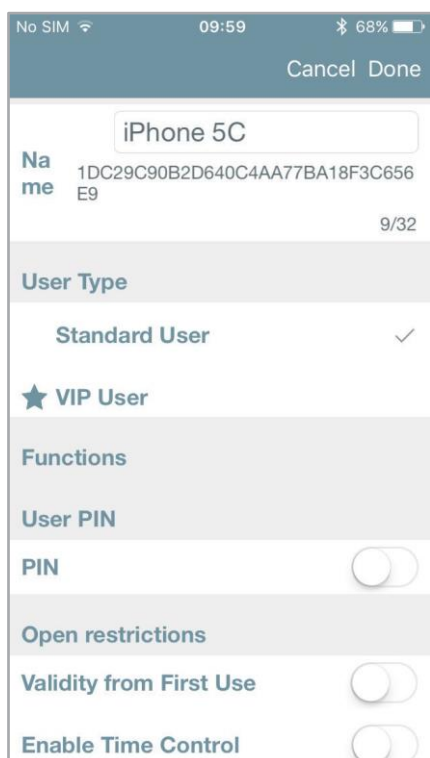 No SIM 09:59 68%
Cancel Done
iPhone 5C
Na
me
1DC29C90B2D640C4AA77BA18F3C656
E9
9/32
User Type
Standard User
VIP User
Functions
User PIN
PIN
Open restrictions
Validity from First Use
Enable Time Control